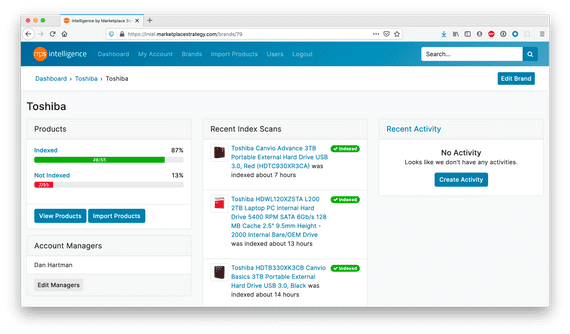 Intelligence by Marketplace St
https://intel.marketplacestrategy.com/brands/79
mps intelligence Dashboard My Account Brands Import Products Users Logout Search...
Dashboard › Toshiba › Toshiba Edit Brand
Toshiba
Products
Indexed 87%
Not Indexed 13%
7/55
View Products Import Products
Account Managers
Dan Hartman
Edit Managers
Recent Index Scans
Toshiba Canvio Advance 3TB Indexed
Portable External Hard Drive USB
3.0, Red (HDTC930XR3CA) was
indexed about 7 hours
Toshiba HDWL120XZSTA L200 Indexed
2TB Laptop PC Internal Hard
Drive 5400 RPM SATA 6Gb/s 128
MB Cache 2.5" 9.5mm Height -
2000 Internal Bare/OEM Drive
was indexed about 13 hours
Toshiba HDTB330XK3CB Canvio Indexed
Basics 3TB Portable External
Hard Drive USB 3.0, Black was
indexed about 14 hours
Recent Activity
No Activity
Looks like we don't have any activities.
Create Activity